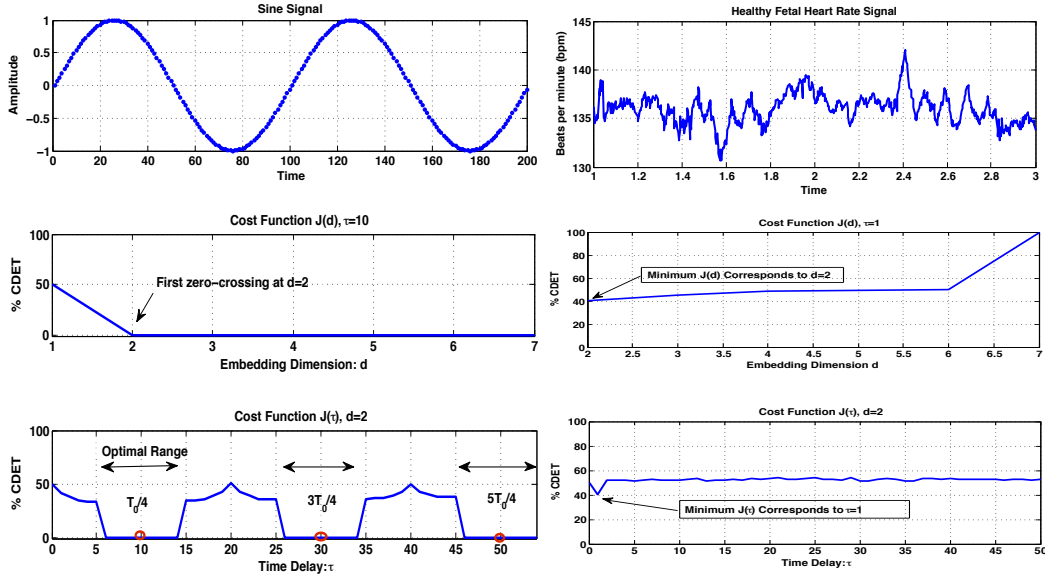 Sine Signal
1
0.5
0
−0.5
−1
Amplitude
0 20 40 60 80 100 120 140 160 180 200
Time
Healthy Fetal Heart Rate Signal
145
140
135
130
Beats per minute (bpm)
1 1.2 1.4 1.6 1.8 2 2.2 2.4 2.6 2.8 3
Time
Cost Function J(d), τ=10
100
50
0
% CDET
First zero−crossing at d=2
1 2 3 4 5 6 7
Embedding Dimension: d
Cost Function J(d), τ=1
100
80
60
40
20
0
% CDET
Minimum J(d) Corresponds to d=2
2 2.5 3 3.5 4 4.5 5 5.5 6 6.5 7
Embedding Dimension d
Cost Function J(τ), d=2
100
50
0
% CDET
Optimal Range
T0/4
3T0/4
5T0/4
0 5 10 15 20 25 30 35 40 45 50
Time Delay:τ
Cost Function J(τ), d=2
100
80
60
40
20
0
% CDET
Minimum J(τ) Corresponds to τ=1
0 5 10 15 20 25 30 35 40 45 50
Time Delay:τ